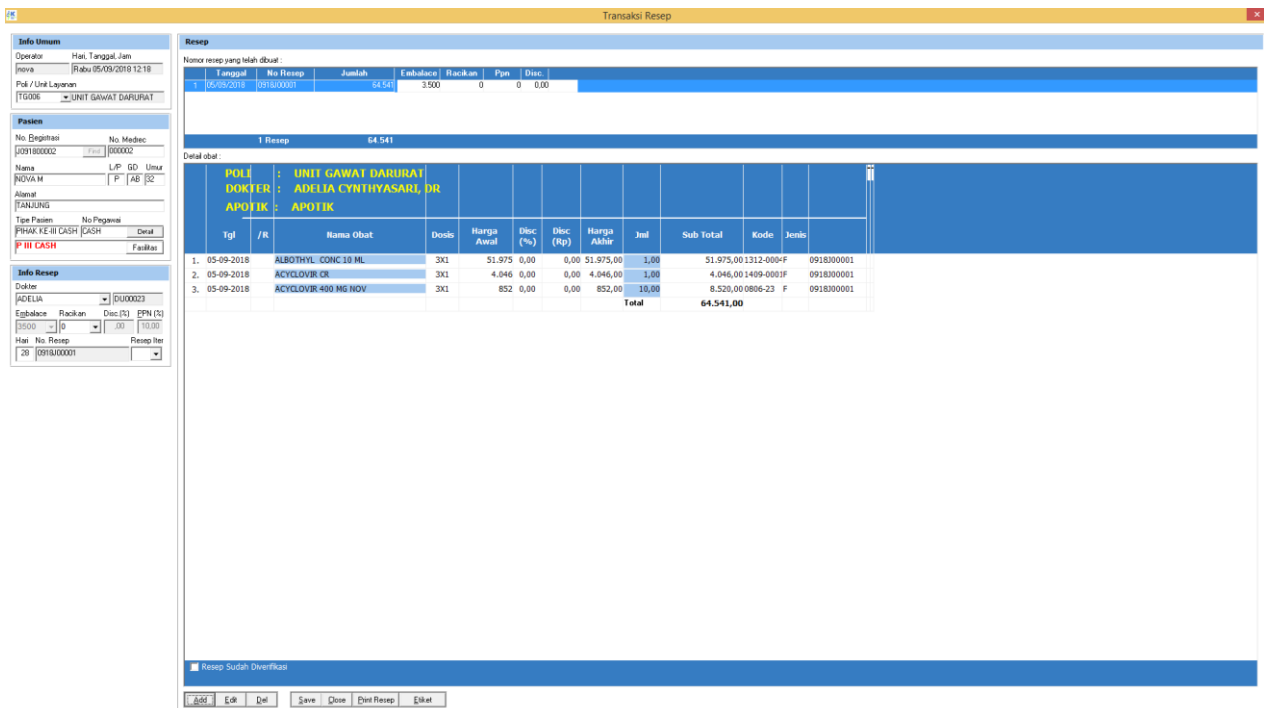 Transaksi Resep
Info Umum
Operator Hari, Tanggal, Jam
nova Rabu 05/09/2018 12:18
Poli / Unit Layanan
TG006 UNIT GAWAT DARURAT
Pasien
No. Registrasi No. Medrec
J091800002 Find 000002
Nama L/P GD Umur
NOVA M P AB 32
Alamat
TANJUNG
Tipe Pasien No Pegawai
PIHAK KE-III CASH CASH Detail
P III CASH Fasilitas
Info Resep
Dokter
ADELIA DU00023
Embalace Racikan Disc.(%) PPN (%)
3500 0 ,00 10,00
Hari No. Resep Resep Iter
28 0918J00001
Resep
Nomor resep yang telah dibuat :
Tanggal No Resep Jumlah Embalace Racikan Ppn Disc.
1 05/09/2018 0918J00001 64.541 3.500 0 0 0,00
1 Resep 64.541
Detail obat :
POLI : UNIT GAWAT DARURAT
DOKTER : ADELIA CYNTHYASARI, DR
APOTIK : APOTIK
Tgl /R Nama Obat Dosis Harga Awal Disc (%) Disc (Rp) Harga Akhir Jml Sub Total Kode Jenis
1. 05-09-2018 ALBOTHYL CONC 10 ML 3X1 51.975 0,00 0,00 51.975,00 1,00 51.975,00 F 0918J00001
2. 05-09-2018 ACYCLOVIR CR 3X1 4.046 0,00 0,00 4.046,00 1,00 4.046,00 F 0918J00001
3. 05-09-2018 ACYCLOVIR 400 MG NOV 3X1 852 0,00 0,00 852,00 10,00 8.520,00 0806-23 F 0918J00001
Total 64.541,00
Resep Sudah Diverifikasi
Add Edit Del Save Close Print Resep Etiket